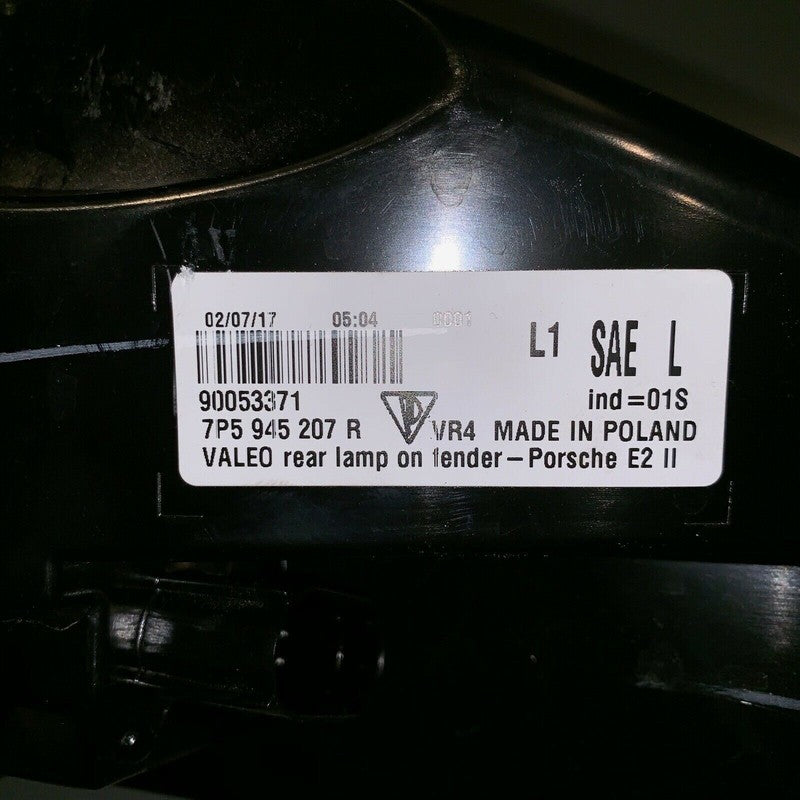 02/07/17 05:04 0001
L1 SAE L
90053371 ind=01S
7P5 945 207 R VR4 MADE IN POLAND
VALEO rear lamp on fender-Porsche E2 II